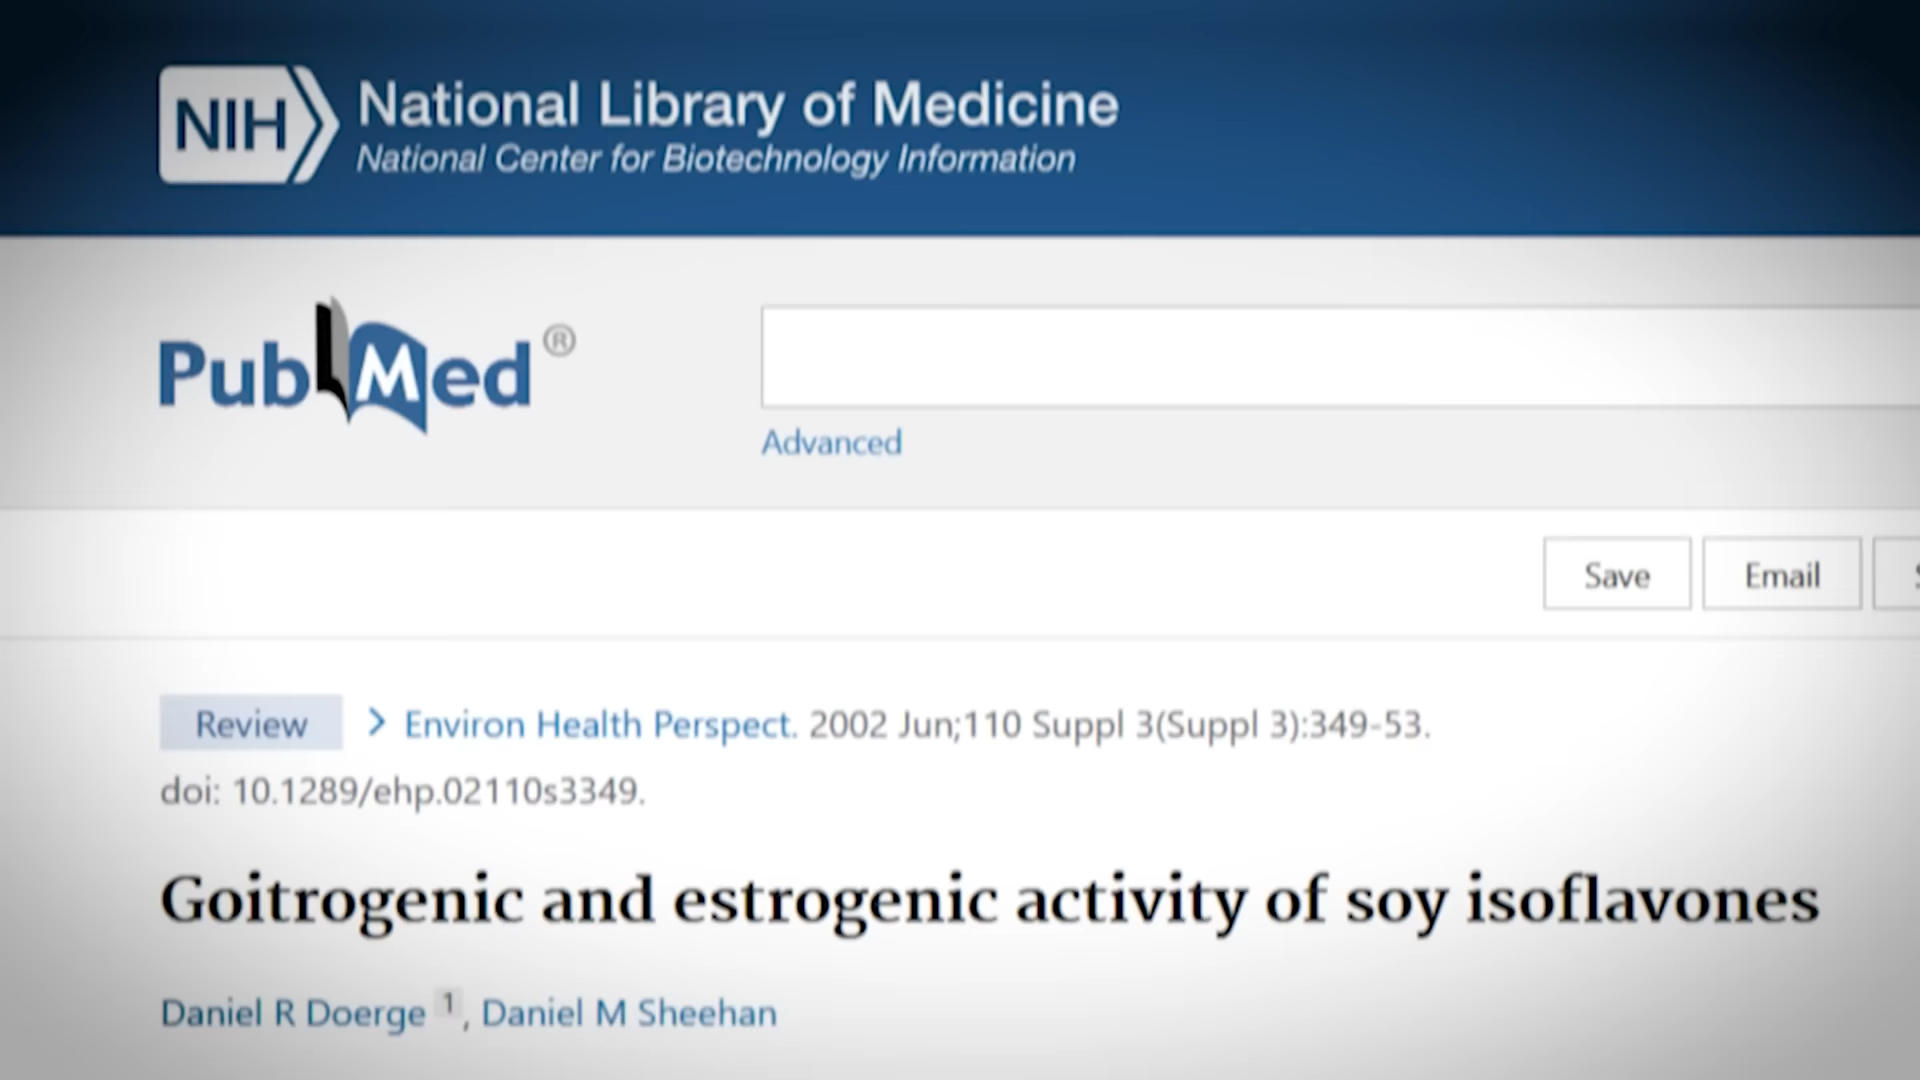 NIH National Library of Medicine
National Center for Biotechnology Information
PubMed®
Advanced
Save Email
Review > Environ Health Perspect. 2002 Jun;110 Suppl 3(Suppl 3):349-53.
doi: 10.1289/ehp.02110s3349.
Goitrogenic and estrogenic activity of soy isoflavones
Daniel R Doerge 1, Daniel M Sheehan